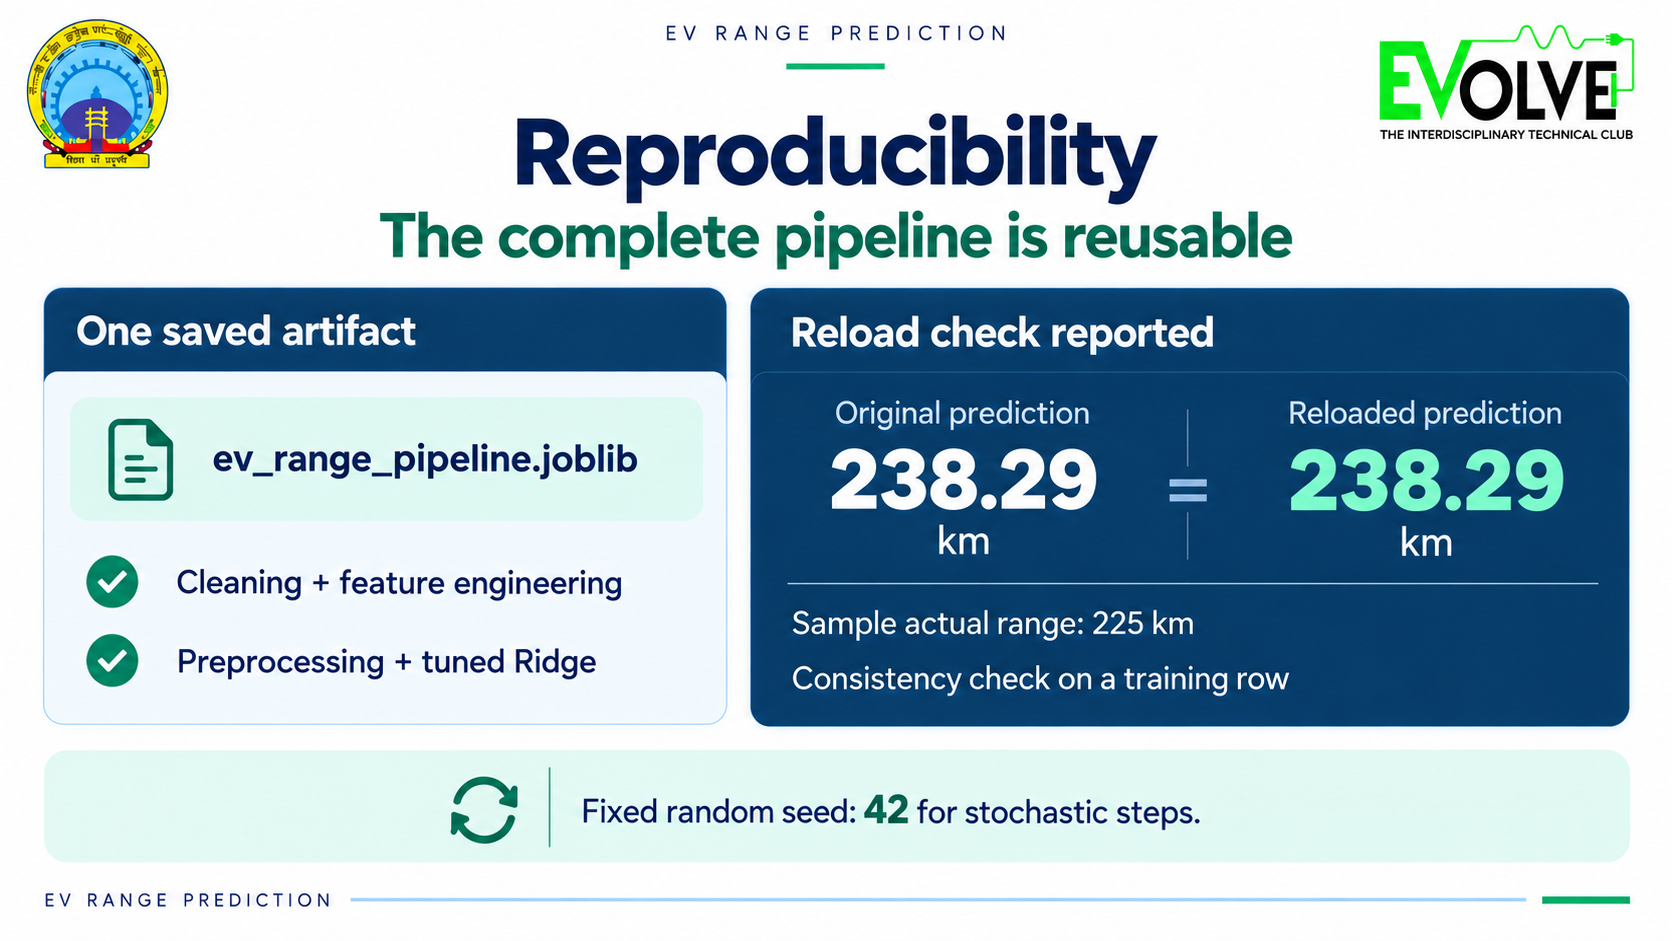 EV RANGE PREDICTION
EVOLVE
THE INTERDISCIPLINARY TECHNICAL CLUB
Reproducibility
The complete pipeline is reusable
One saved artifact
ev_range_pipeline.joblib
Cleaning + feature engineering
Preprocessing + tuned Ridge
Reload check reported
Original prediction
238.29
km
=
Reloaded prediction
238.29
km
Sample actual range: 225 km
Consistency check on a training row
Fixed random seed: 42 for stochastic steps.
EV RANGE PREDICTION